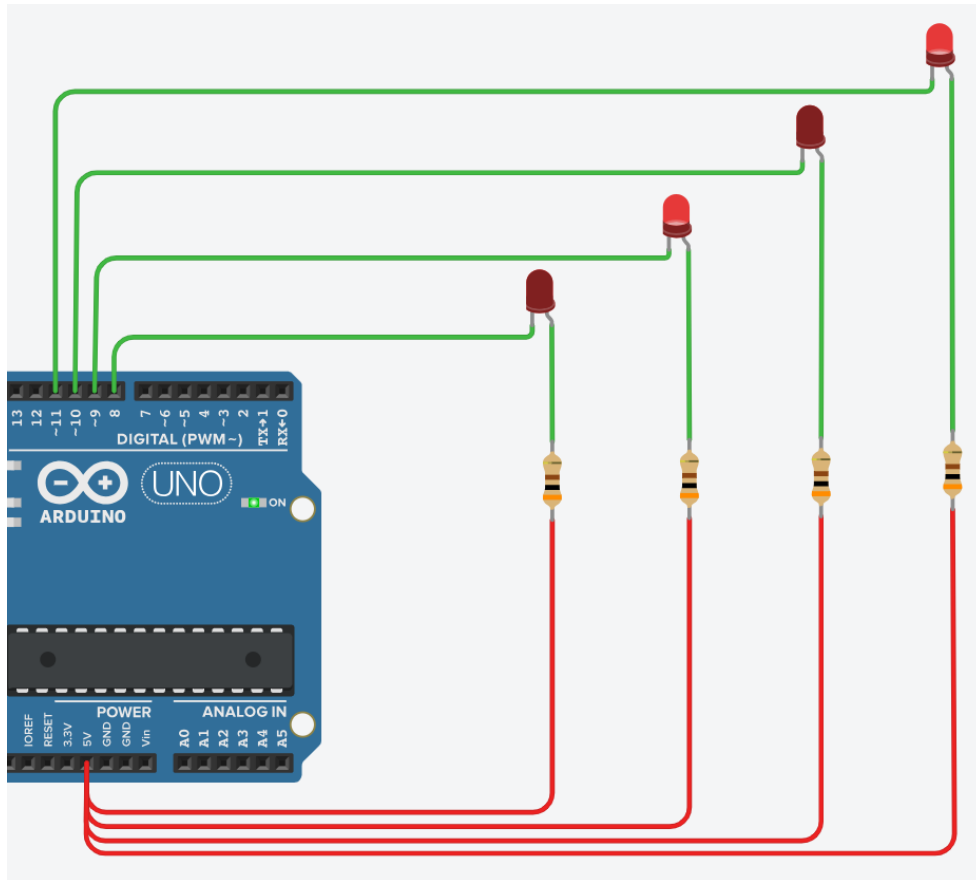 13
12
~11
~10
~9
8
7
~6
~5
4
~3
2
TX→1
RX←0
DIGITAL (PWM~)
UNO
ARDUINO
ON
POWER
ANALOG IN
IOREF
RESET
3.3V
5V
GND
GND
Vin
A0
A1
A2
A3
A4
A5